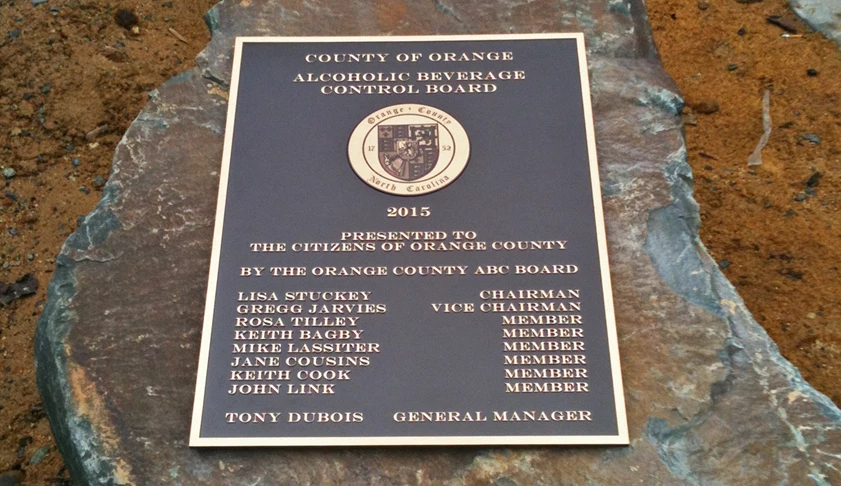 COUNTY OF ORANGE
ALCOHOLIC BEVERAGE
CONTROL BOARD
Orange • County
17 52
North Carolina
2015
PRESENTED TO
THE CITIZENS OF ORANGE COUNTY
BY THE ORANGE COUNTY ABC BOARD
LISA STUCKEY CHAIRMAN
GREGG JARVIES VICE CHAIRMAN
ROSA TILLEY MEMBER
KEITH BAGBY MEMBER
MIKE LASSITER MEMBER
JANE COUSINS MEMBER
KEITH COOK MEMBER
JOHN LINK MEMBER
TONY DUBOIS GENERAL MANAGER